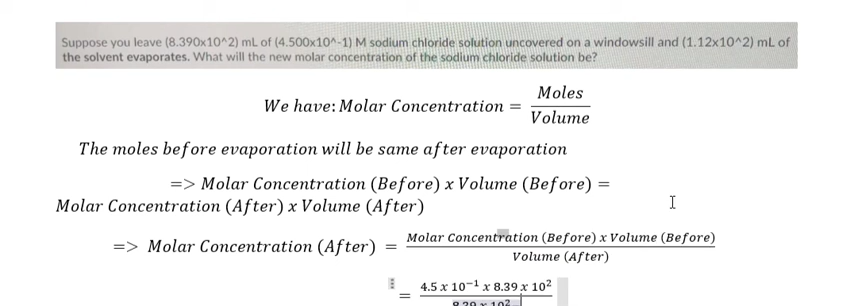 Suppose you leave (8.390x10^2) mL of (4.500x10^-1) M sodium chloride solution uncovered on a windowsill and (1.12x10^2) mL of
the solvent evaporates. What will the new molar concentration of the sodium chloride solution be?
We have: Molar Concentration = Moles / Volume
The moles before evaporation will be same after evaporation
=> Molar Concentration (Before) x Volume (Before) =
Molar Concentration (After) x Volume (After)
=> Molar Concentration (After) = Molar Concentration (Before) x Volume (Before) / Volume (After)
= 4.5 x 10⁻¹ x 8.39 x 10² / 8.39 x 10²